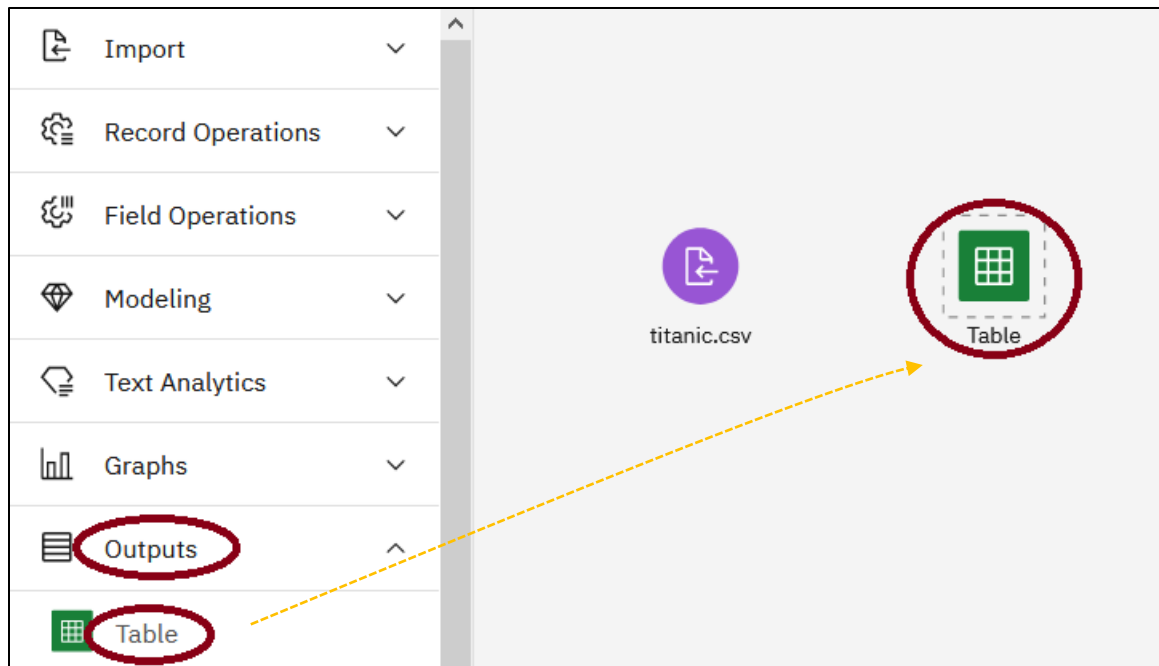 Import
Record Operations
Field Operations
Modeling
Text Analytics
Graphs
Outputs
Table
titanic.csv
Table